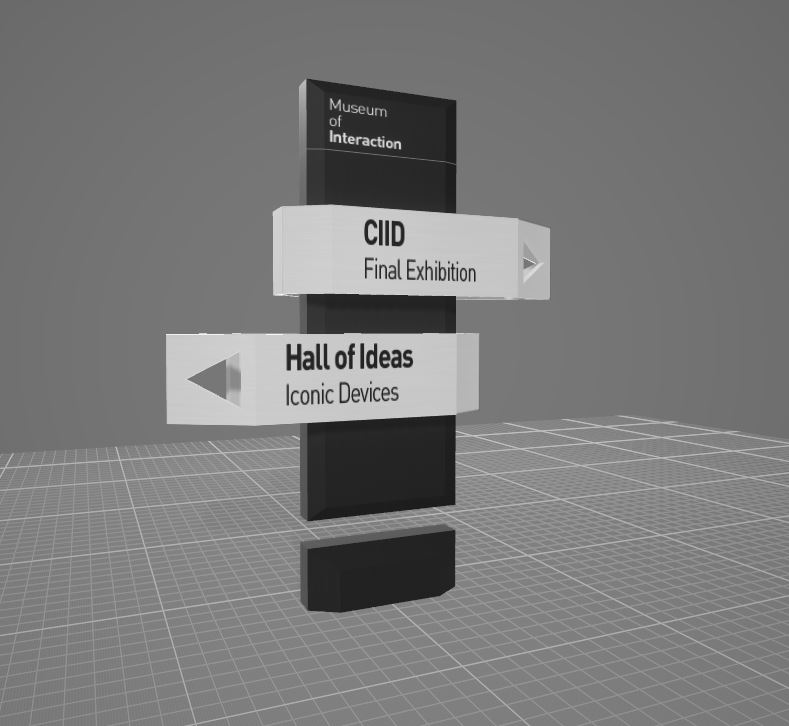 Museum
of
Interaction
CIID
Final Exhibition
Hall of Ideas
Iconic Devices